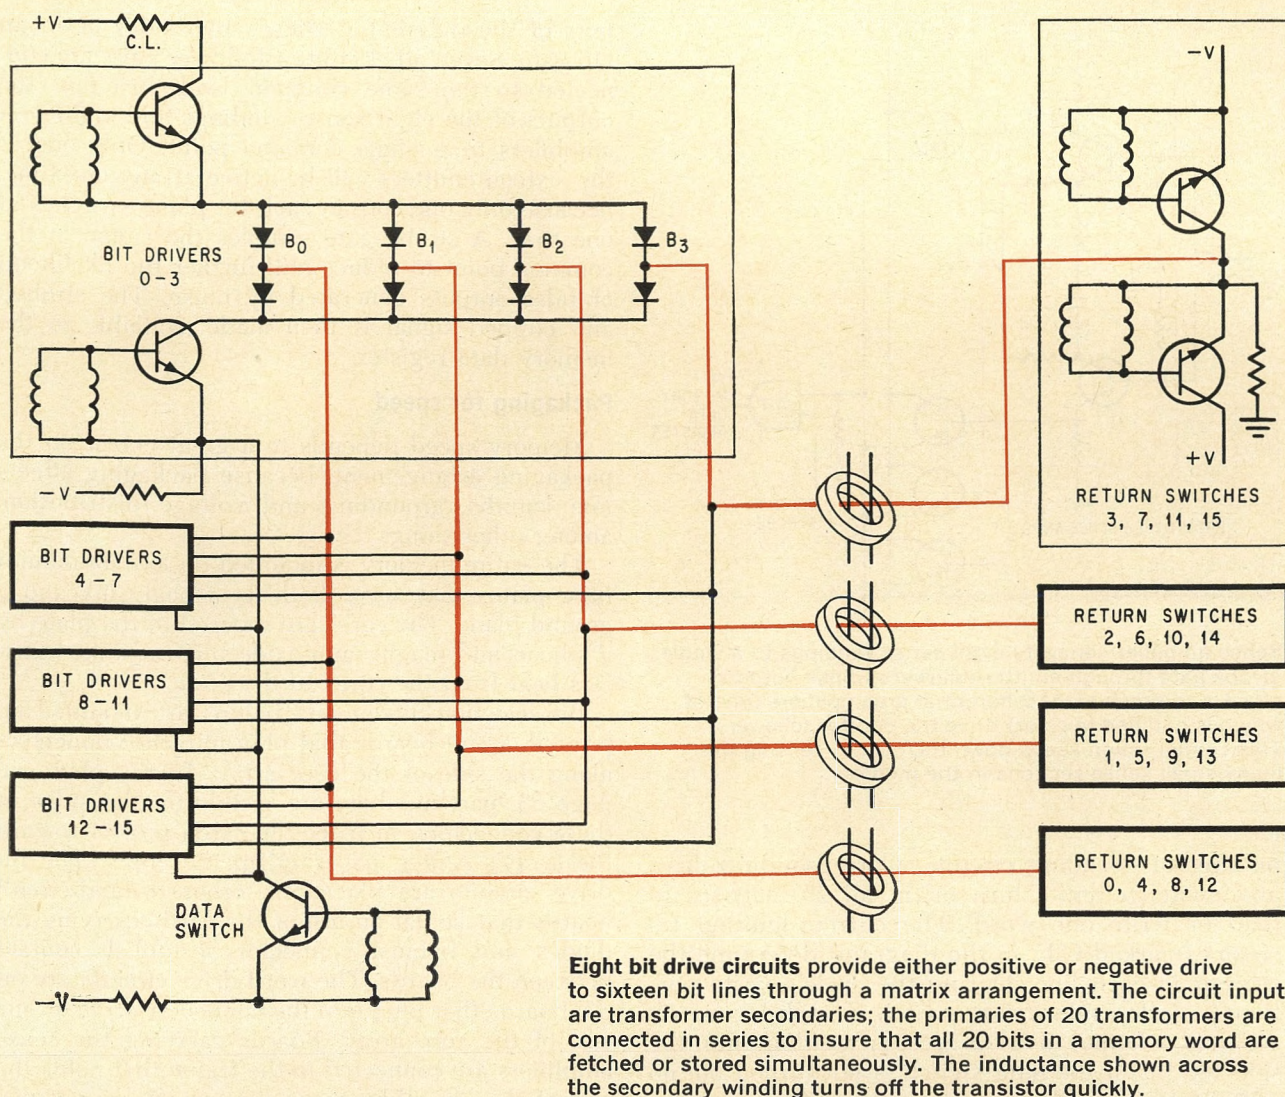 +V
C.L.
BIT DRIVERS
0-3
B0
B1
B2
B3
-V
BIT DRIVERS
4-7
BIT DRIVERS
8-11
BIT DRIVERS
12-15
DATA
SWITCH
-V
-V
+V
RETURN SWITCHES
3, 7, 11, 15
RETURN SWITCHES
2, 6, 10, 14
RETURN SWITCHES
1, 5, 9, 13
RETURN SWITCHES
0, 4, 8, 12
Eight bit drive circuits provide either positive or negative drive
to sixteen bit lines through a matrix arrangement. The circuit input
are transformer secondaries; the primaries of 20 transformers are
connected in series to insure that all 20 bits in a memory word are
fetched or stored simultaneously. The inductance shown across
the secondary winding turns off the transistor quickly.